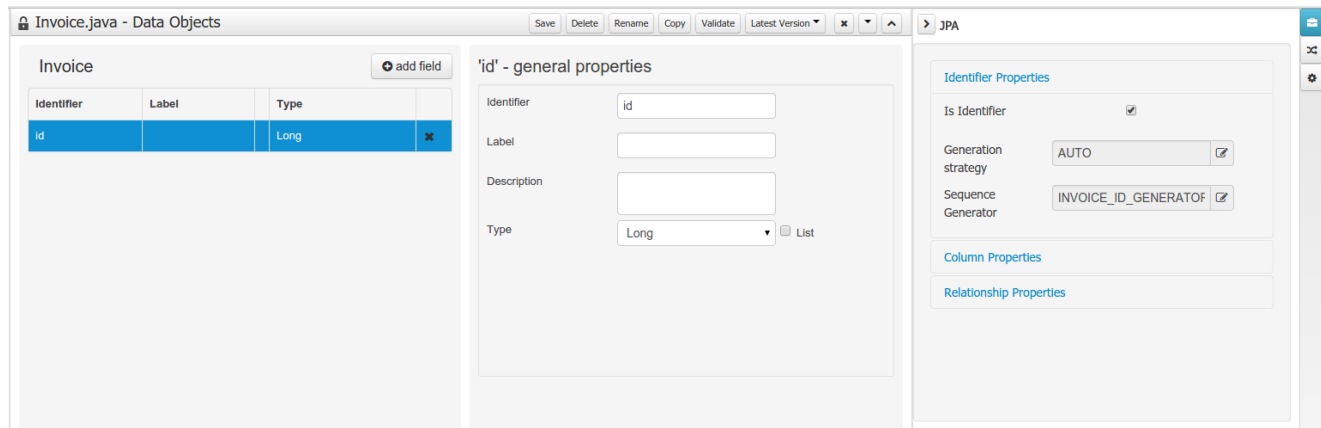 Invoice.java - Data Objects
Save Delete Rename Copy Validate Latest Version
JPA
Invoice
add field
Identifier Label Type
id Long
'id' - general properties
Identifier id
Label
Description
Type Long List
Identifier Properties
Is Identifier
Generation strategy AUTO
Sequence Generator INVOICE_ID_GENERATOR
Column Properties
Relationship Properties